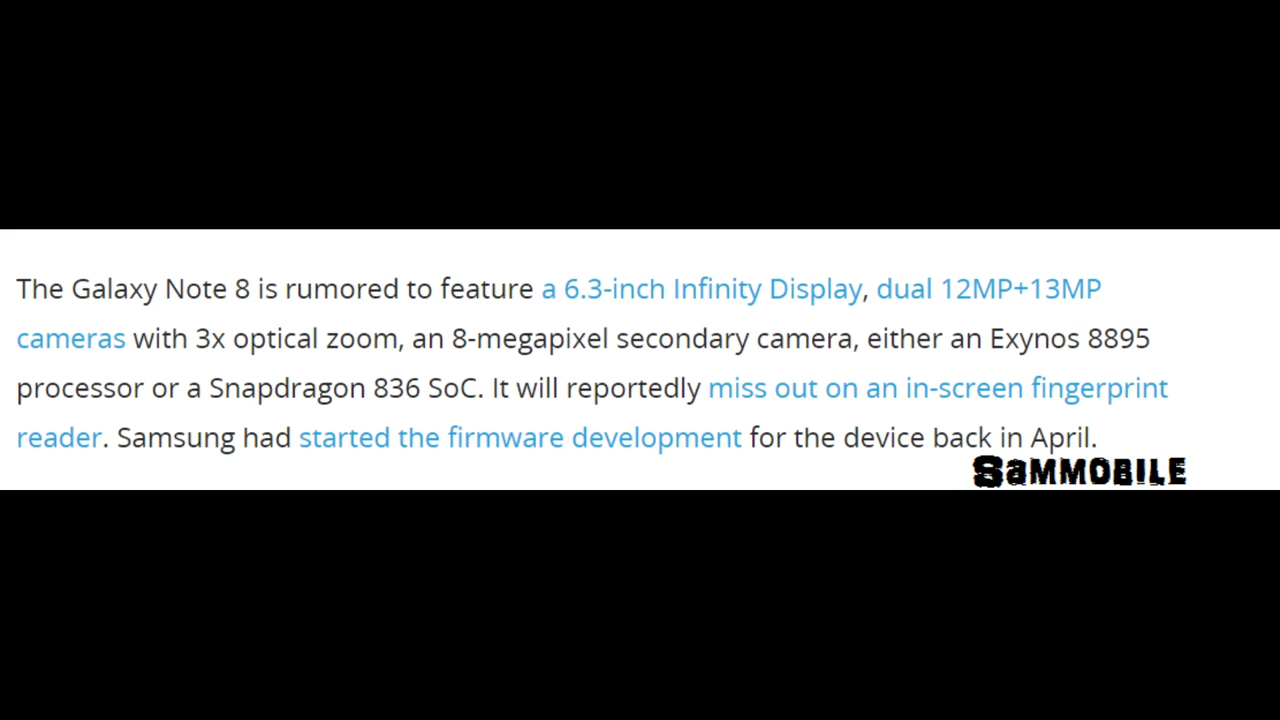 The Galaxy Note 8 is rumored to feature a 6.3-inch Infinity Display, dual 12MP+13MP
cameras with 3x optical zoom, an 8-megapixel secondary camera, either an Exynos 8895
processor or a Snapdragon 836 SoC. It will reportedly miss out on an in-screen fingerprint
reader. Samsung had started the firmware development for the device back in April.
SaMMOBILE